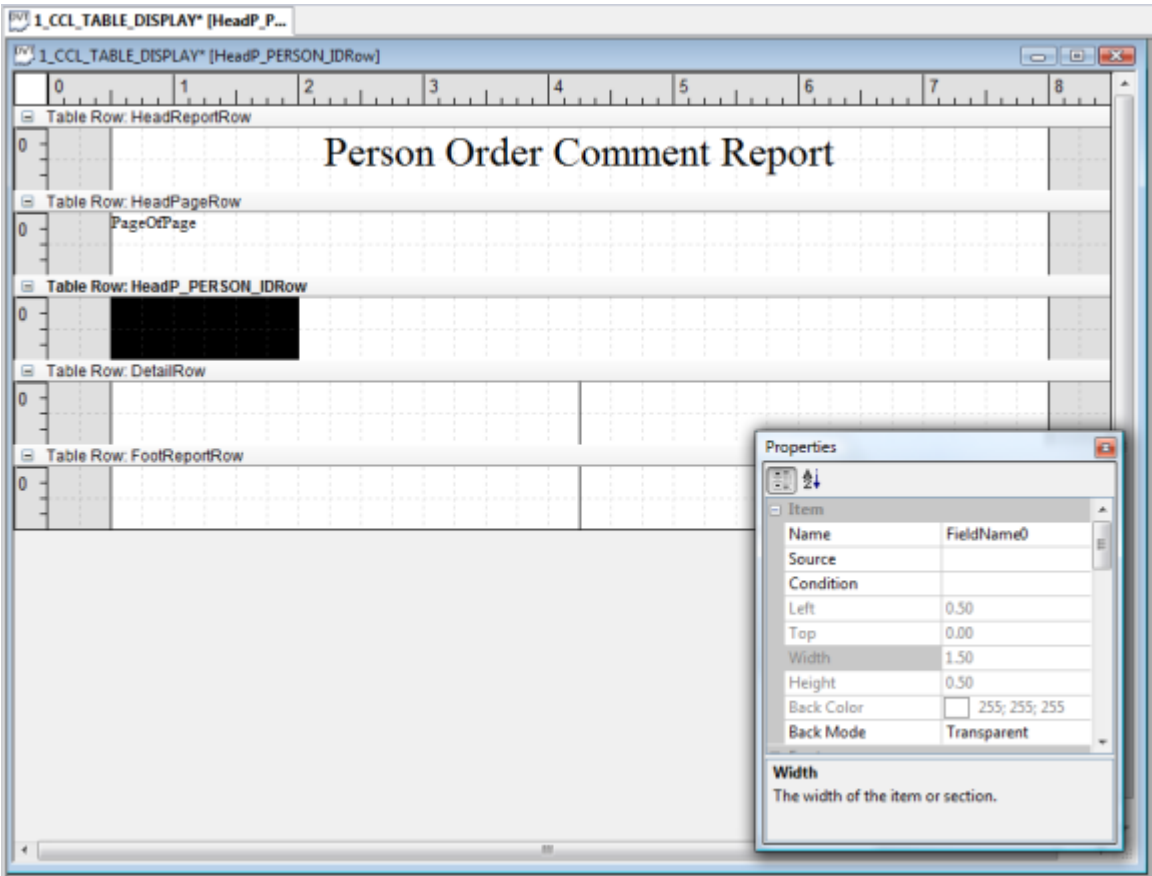 1_CCL_TABLE_DISPLAY* [HeadP_P...
1_CCL_TABLE_DISPLAY* [HeadP_PERSON_IDRow]
0 1 2 3 4 5 6 7 8
Table Row: HeadReportRow
0
Person Order Comment Report
Table Row: HeadPageRow
0
PageOfPage
Table Row: HeadP_PERSON_IDRow
0
Table Row: DetailRow
0
Table Row: FootReportRow
0
Properties
Item
Name FieldName0
Source
Condition
Left 0.50
Top 0.00
Width 1.50
Height 0.50
Back Color 255; 255; 255
Back Mode Transparent
Width
The width of the item or section.